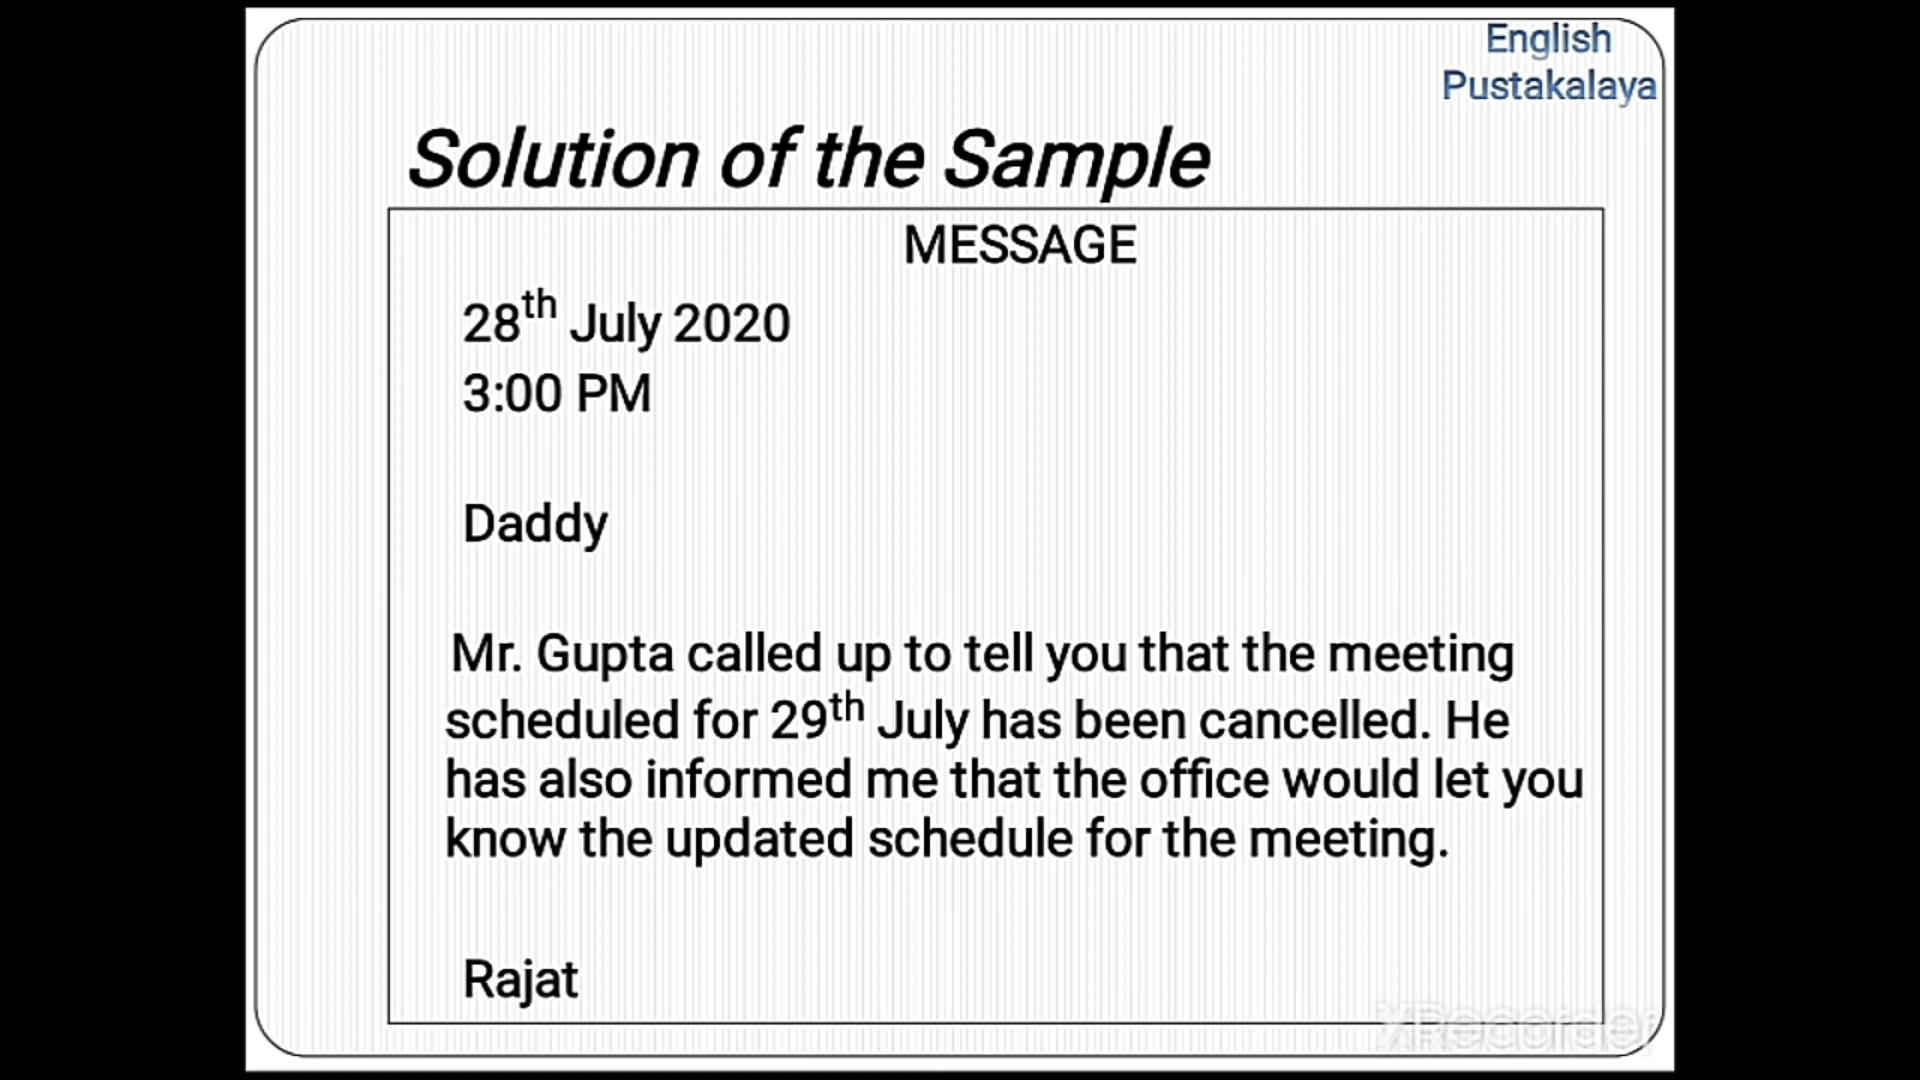 English
Pustakalaya
Solution of the Sample
MESSAGE
28th July 2020
3:00 PM
Daddy
Mr. Gupta called up to tell you that the meeting
scheduled for 29th July has been cancelled. He
has also informed me that the office would let you
know the updated schedule for the meeting.
Rajat
XRecorder